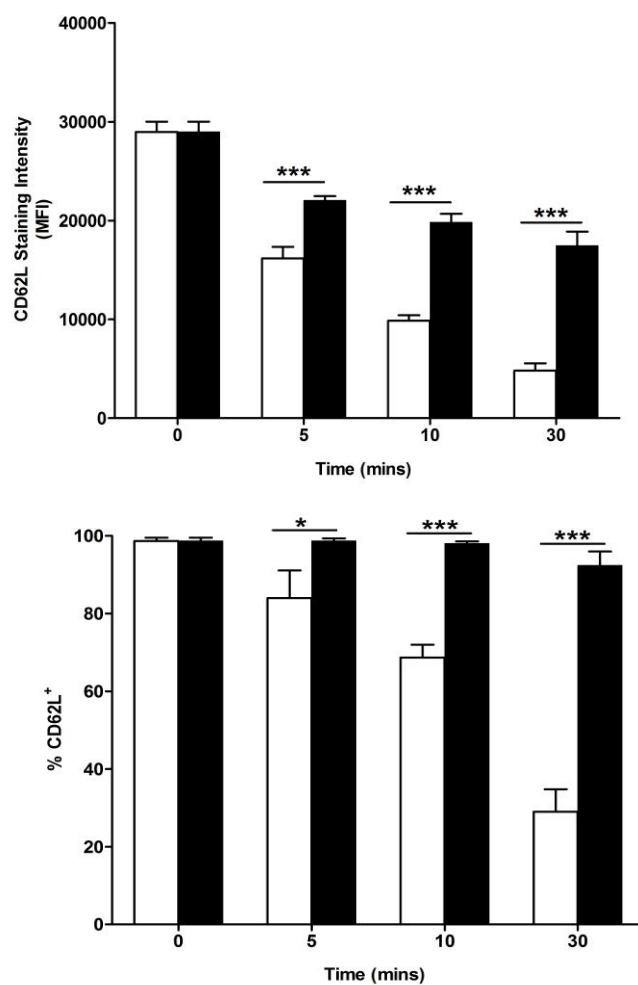 CD62L Staining Intensity
(MFI)
40000
30000
20000
10000
0
***
***
***
0 5 10 30
Time (mins)
% CD62L⁺
100
80
60
40
20
0
*
***
***
0 5 10 30
Time (mins)